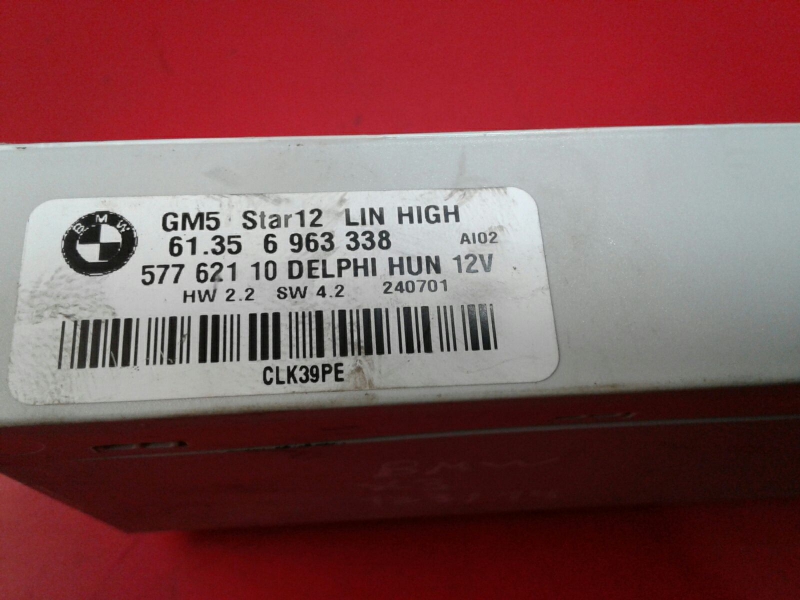 BMW
GM5 Star12 LIN HIGH
61.35 6 963 338 AI02
577 621 10 DELPHI HUN 12V
HW 2.2 SW 4.2 240701
CLK39PE
BMW